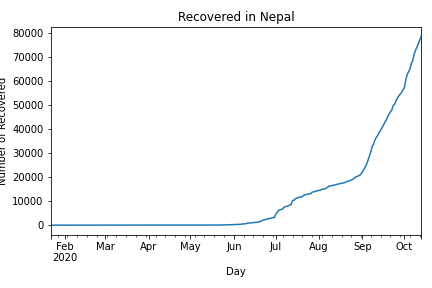 Recovered in Nepal
80000
70000
60000
50000
40000
30000
20000
10000
0
Number of Recovered
Feb Mar Apr May Jun Jul Aug Sep Oct
2020
Day